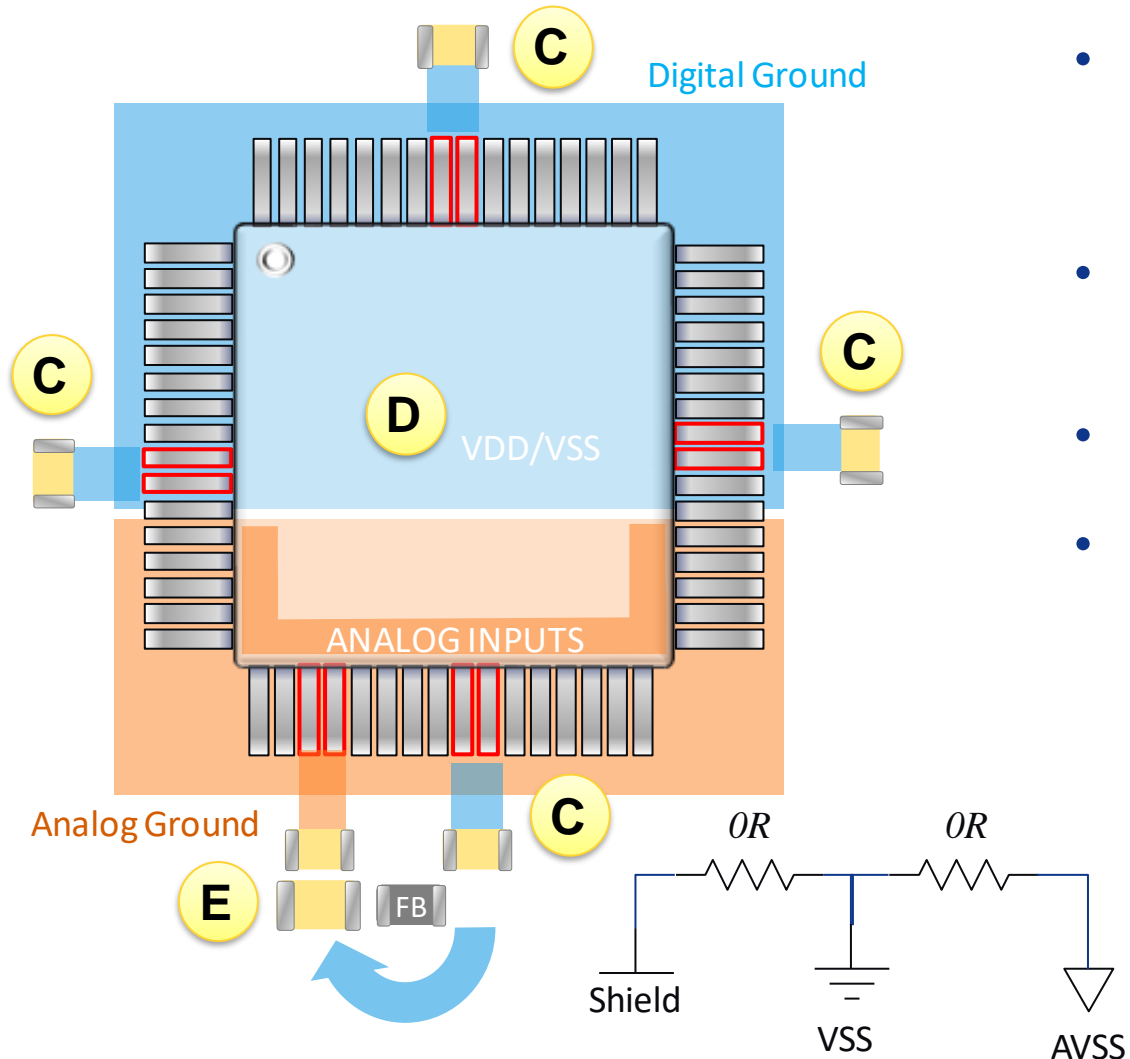 C
Digital Ground
C
C
D
VDD/VSS
ANALOG INPUTS
Analog Ground
C
0R
0R
E
FB
Shield
VSS
AVSS